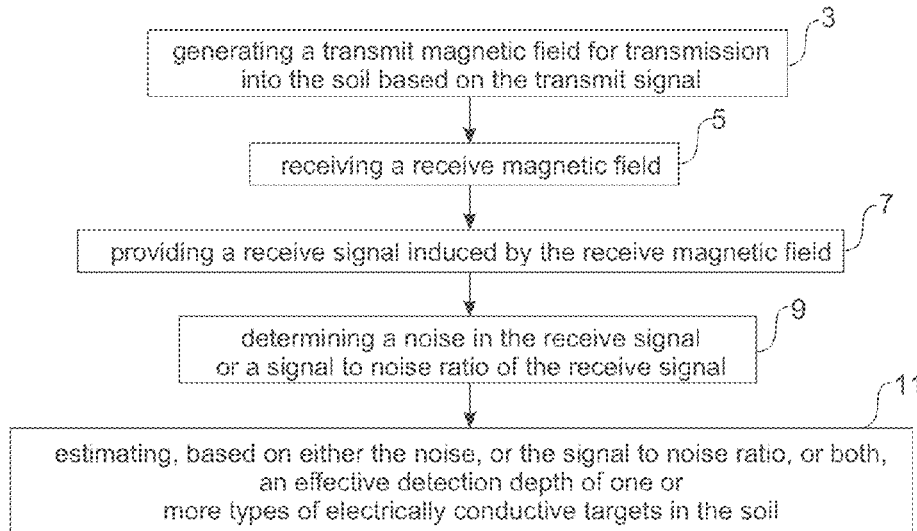 3
generating a transmit magnetic field for transmission
into the soil based on the transmit signal
5
receiving a receive magnetic field
7
providing a receive signal induced by the receive magnetic field
9
determining a noise in the receive signal
or a signal to noise ratio of the receive signal
11
estimating, based on either the noise, or the signal to noise ratio, or both,
an effective detection depth of one or
more types of electrically conductive targets in the soil